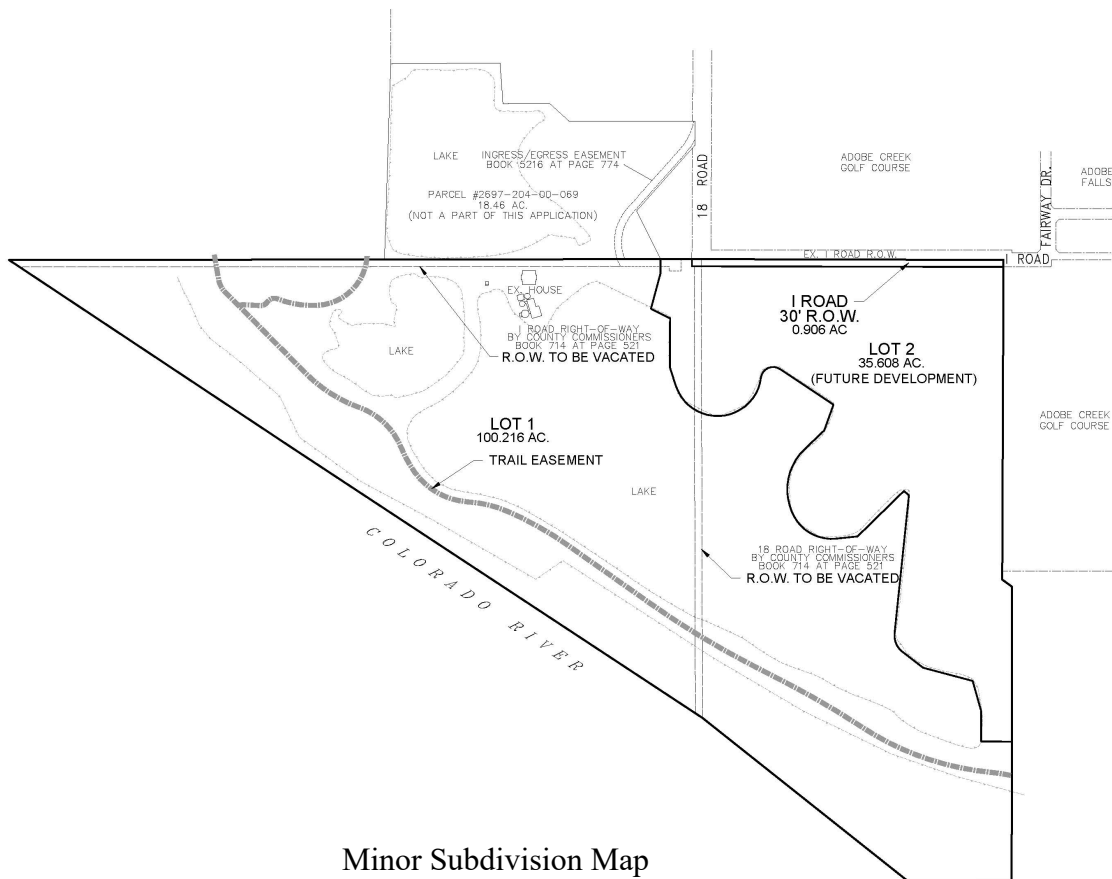 LAKE
INGRESS/EGRESS EASEMENT
BOOK 5216 AT PAGE 774
PARCEL #2697-204-00-069
18.46 AC.
(NOT A PART OF THIS APPLICATION)
18 ROAD
ADOBE CREEK
GOLF COURSE
FAIRWAY DR.
ADOBE
FALLS
EX. I ROAD R.O.W.
I ROAD
EX. HOUSE
I ROAD RIGHT-OF-WAY
BY COUNTY COMMISSIONERS
BOOK 714 AT PAGE 521
R.O.W. TO BE VACATED
LAKE
I ROAD
30' R.O.W.
0.906 AC
LOT 2
35.608 AC.
(FUTURE DEVELOPMENT)
ADOBE CREEK
GOLF COURSE
LOT 1
100.216 AC.
TRAIL EASEMENT
LAKE
COLORADO RIVER
18 ROAD RIGHT-OF-WAY
BY COUNTY COMMISSIONERS
BOOK 714 AT PAGE 521
R.O.W. TO BE VACATED
Minor Subdivision Map